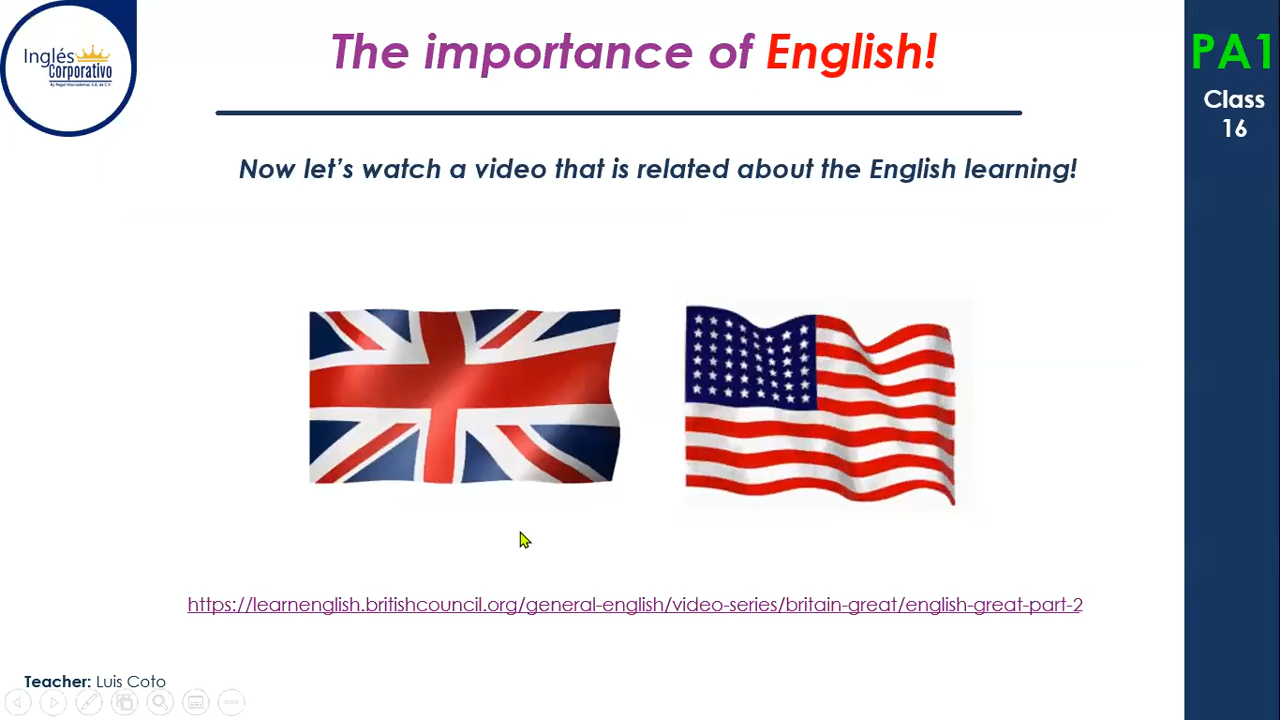 Inglés
Corporativo
The importance of English!
PA1
Class
16
Now let's watch a video that is related about the English learning!
https://learnenglish.britishcouncil.org/general-english/video-series/britain-great/english-great-part-2
Teacher: Luis Coto